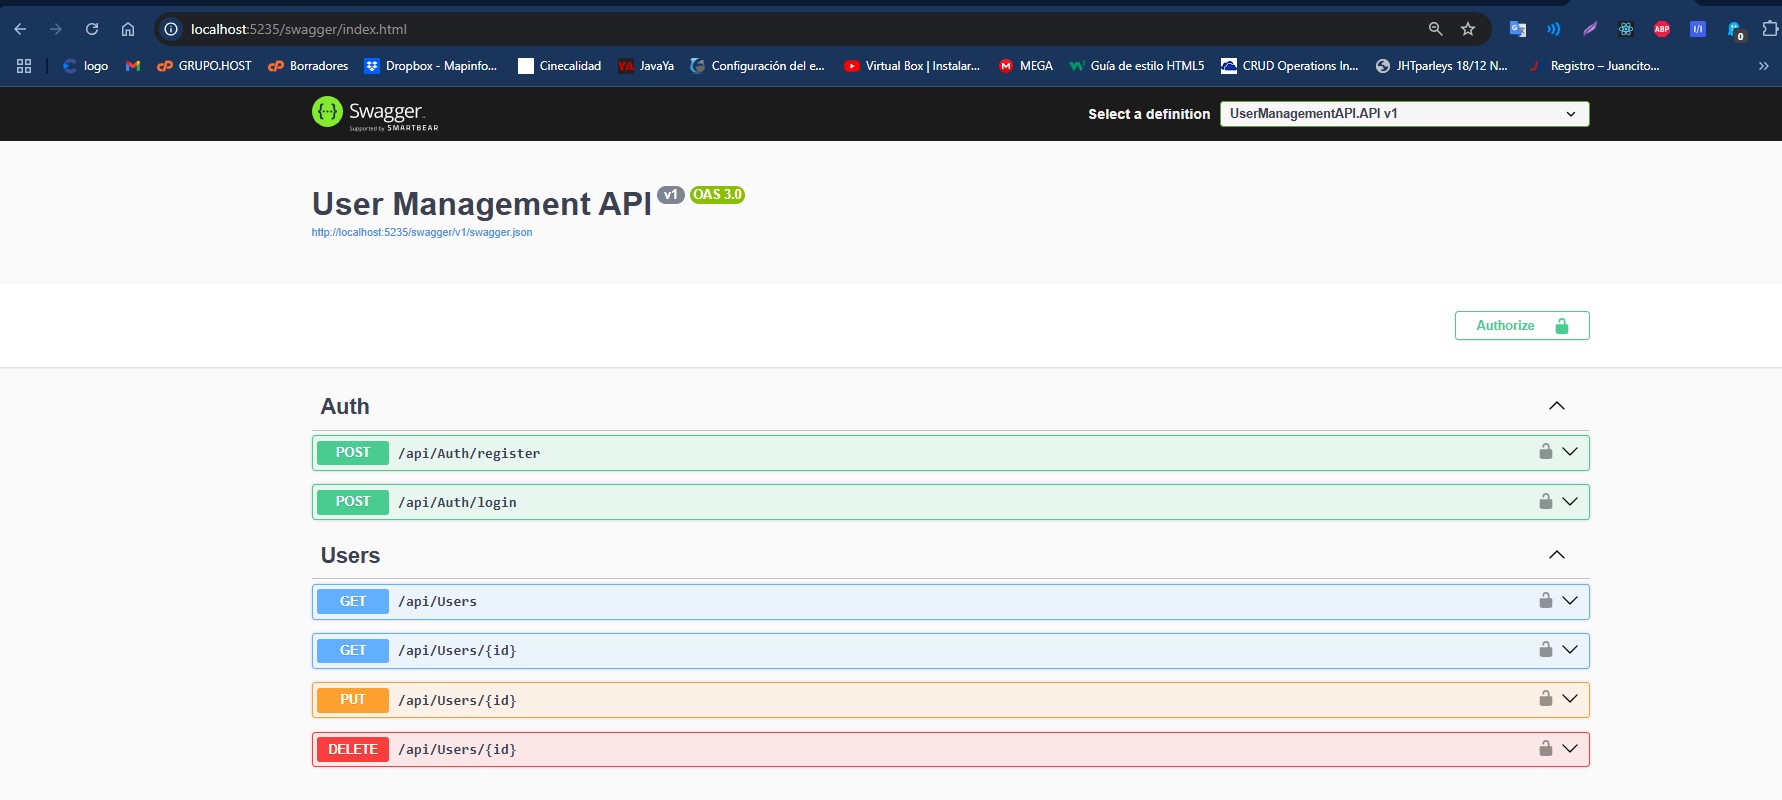 localhost:5235/swagger/index.html
logo GRUPO.HOST Borradores Dropbox - Mapinfo... Cinecalidad YA JavaYa Configuración del e... Virtual Box | Instalar... MEGA Guía de estilo HTML5 CRUD Operations In... JHTparleys 18/12 N... Registro – Juancito...
Swagger
Supported by SMARTBEAR
Select a definition
UserManagementAPI.API v1
User Management API v1 OAS 3.0
http://localhost:5235/swagger/v1/swagger.json
Authorize
Auth
POST /api/Auth/register
POST /api/Auth/login
Users
GET /api/Users
GET /api/Users/{id}
PUT /api/Users/{id}
DELETE /api/Users/{id}